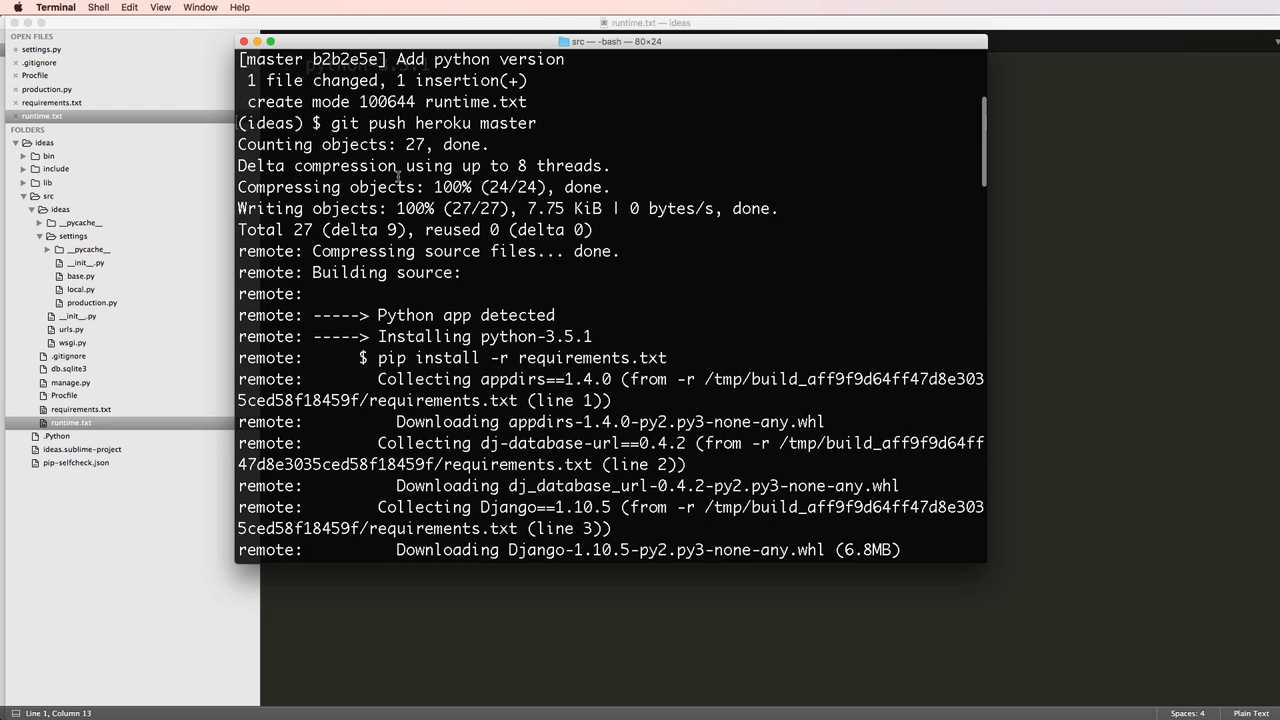 Terminal Shell Edit View Window Help
runtime.txt — ideas
OPEN FILES
settings.py
.gitignore
Procfile
production.py
requirements.txt
runtime.txt
FOLDERS
ideas
bin
include
lib
src
ideas
__pycache__
settings
__pycache__
__init__.py
base.py
local.py
production.py
__init__.py
urls.py
wsgi.py
.gitignore
db.sqlite3
manage.py
Procfile
requirements.txt
runtime.txt
.Python
ideas.sublime-project
pip-selfcheck.json
src — -bash — 80×24
[master b2b2e5e] Add python version
1 file changed, 1 insertion(+)
create mode 100644 runtime.txt
(ideas) $ git push heroku master
Counting objects: 27, done.
Delta compression using up to 8 threads.
Compressing objects: 100% (24/24), done.
Writing objects: 100% (27/27), 7.75 KiB | 0 bytes/s, done.
Total 27 (delta 9), reused 0 (delta 0)
remote: Compressing source files... done.
remote: Building source:
remote:
remote: -----> Python app detected
remote: -----> Installing python-3.5.1
remote:      $ pip install -r requirements.txt
remote:        Collecting appdirs==1.4.0 (from -r /tmp/build_aff9f9d64ff47d8e303
5ced58f18459f/requirements.txt (line 1))
remote:          Downloading appdirs-1.4.0-py2.py3-none-any.whl
remote:        Collecting dj-database-url==0.4.2 (from -r /tmp/build_aff9f9d64ff
47d8e3035ced58f18459f/requirements.txt (line 2))
remote:          Downloading dj_database_url-0.4.2-py2.py3-none-any.whl
remote:        Collecting Django==1.10.5 (from -r /tmp/build_aff9f9d64ff47d8e303
5ced58f18459f/requirements.txt (line 3))
remote:          Downloading Django-1.10.5-py2.py3-none-any.whl (6.8MB)
Line 1, Column 13
Spaces: 4
Plain Text